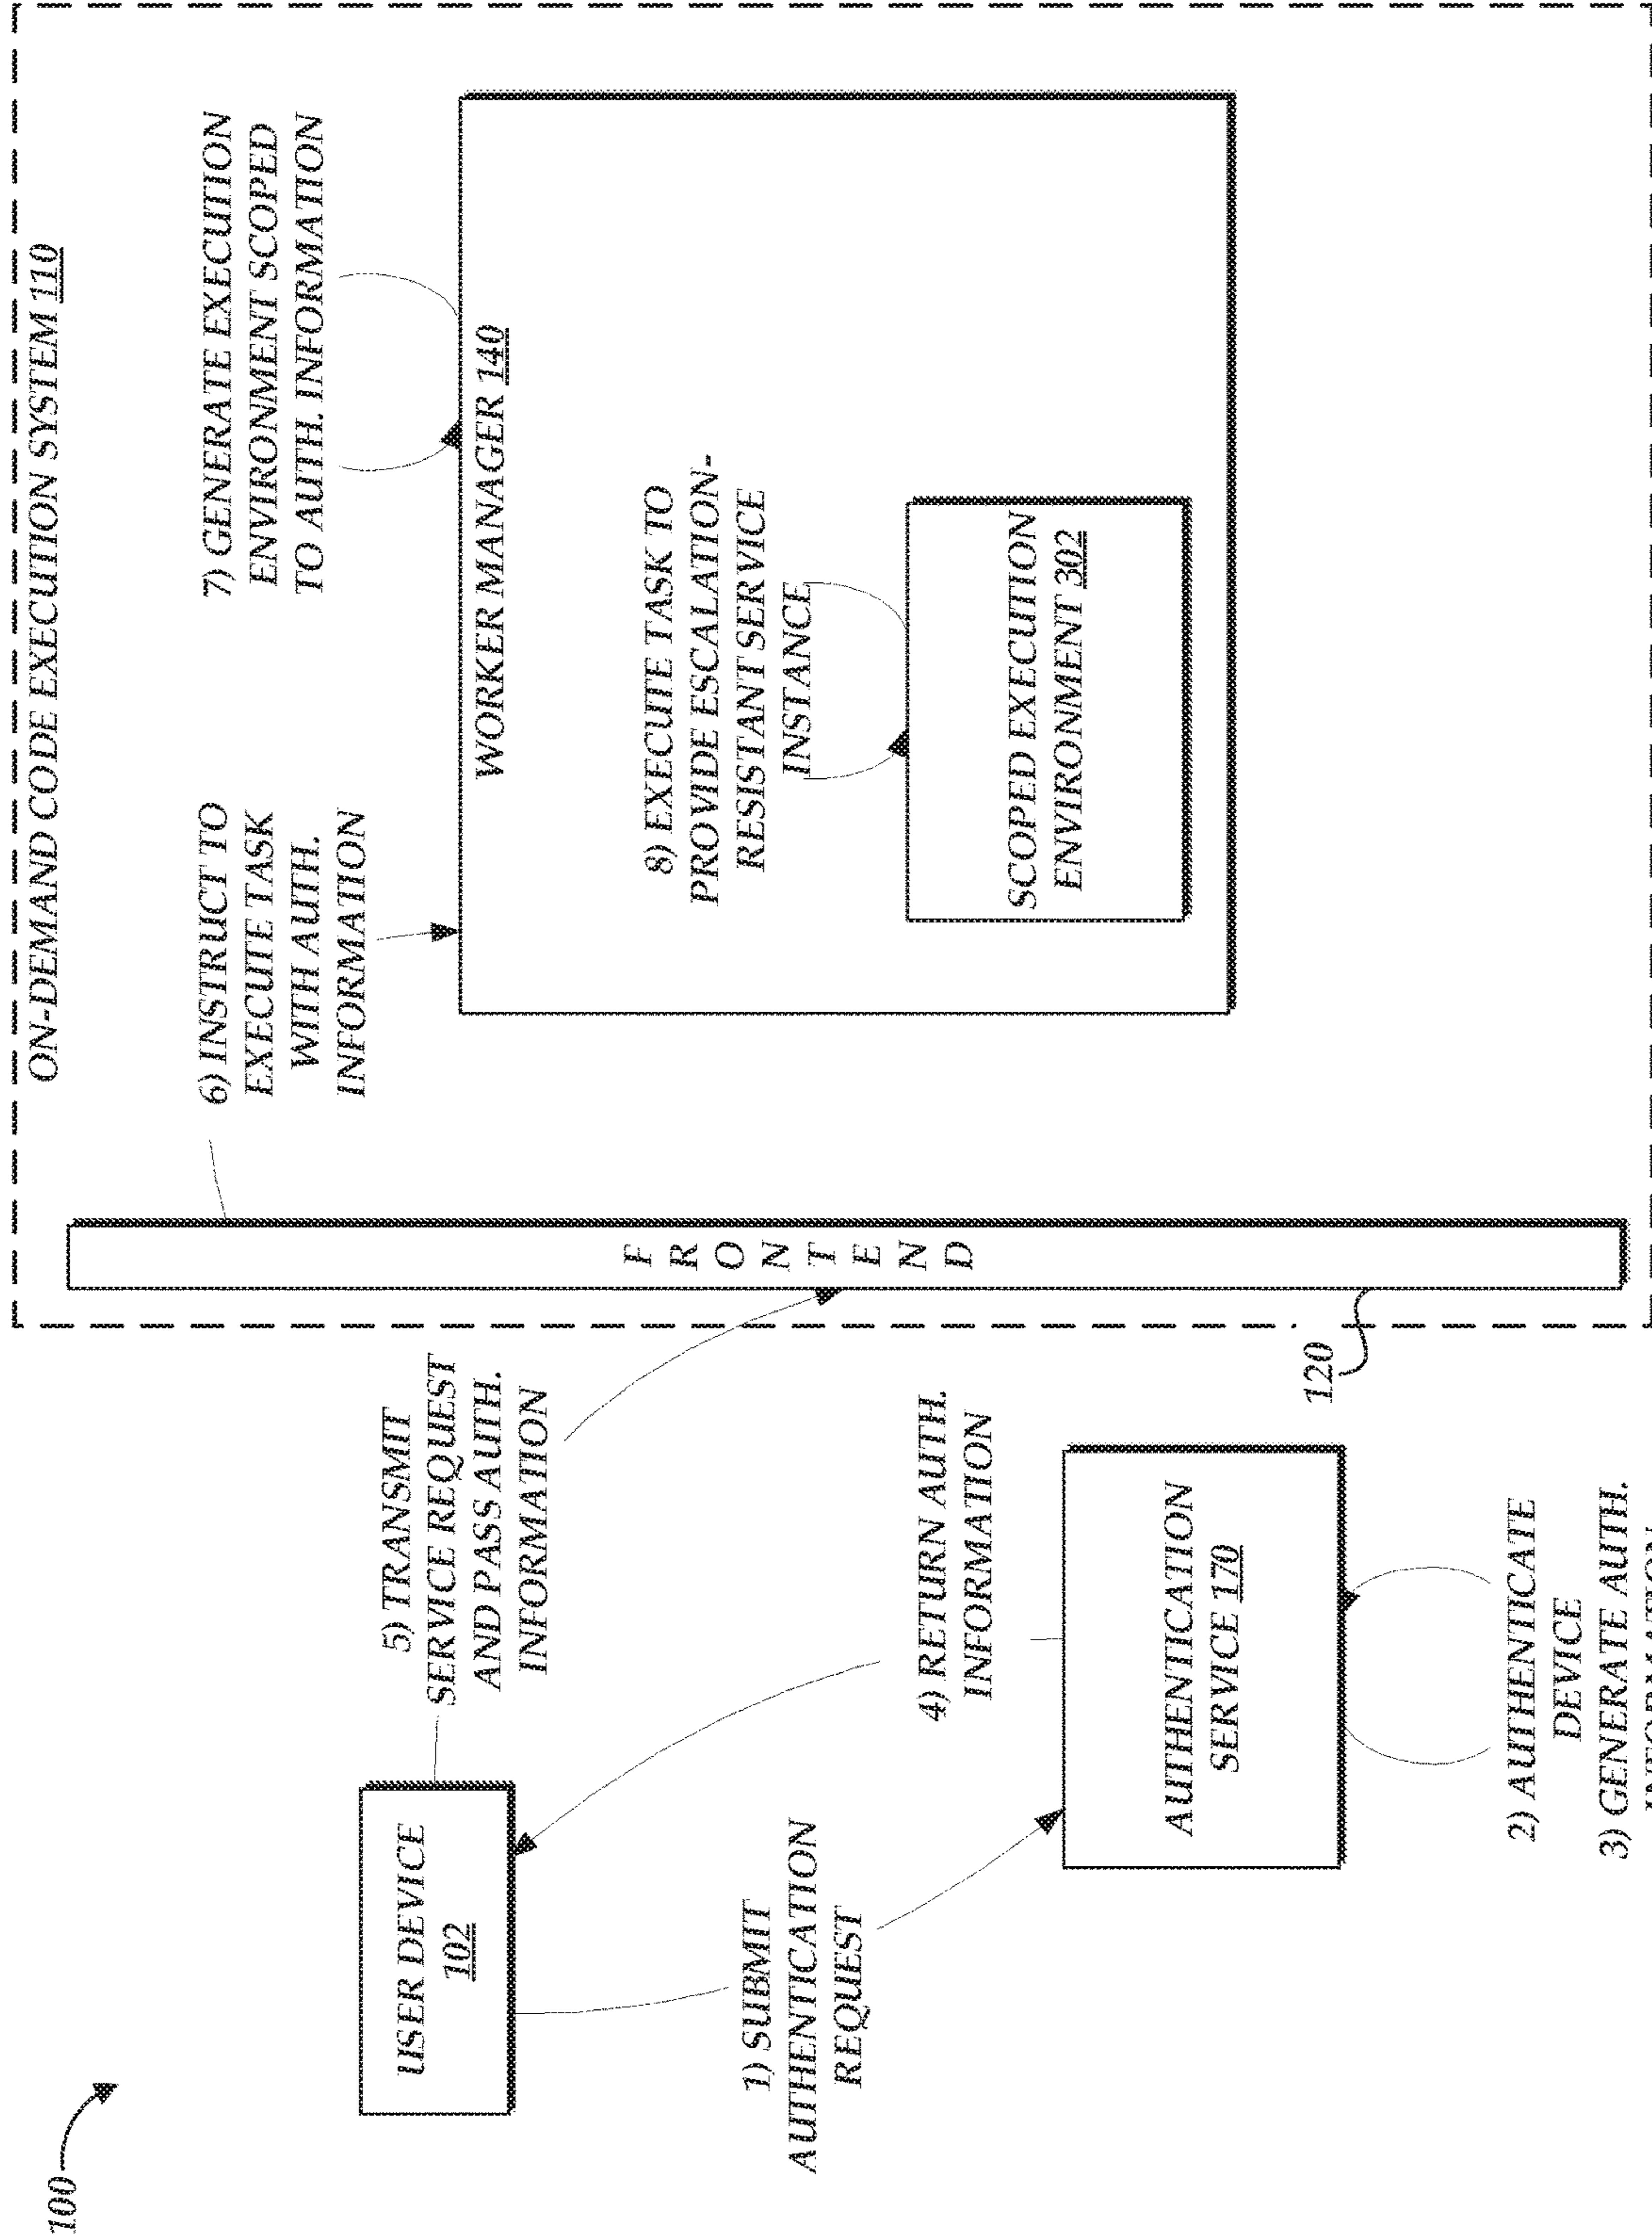 100
ON-DEMAND CODE EXECUTION SYSTEM 110
USER DEVICE
102
1) SUBMIT
AUTHENTICATION
REQUEST
AUTHENTICATION
SERVICE 170
2) AUTHENTICATE
DEVICE
3) GENERATE AUTH.
INFORMATION
4) RETURN AUTH.
INFORMATION
5) TRANSMIT
SERVICE REQUEST
AND PASS AUTH.
INFORMATION
120
F
R
O
N
T
E
N
D
6) INSTRUCT TO
EXECUTE TASK
WITH AUTH.
INFORMATION
7) GENERATE EXECUTION
ENVIRONMENT SCOPED
TO AUTH. INFORMATION
WORKER MANAGER 140
8) EXECUTE TASK TO
PROVIDE ESCALATION-
RESISTANT SERVICE
INSTANCE
SCOPED EXECUTION
ENVIRONMENT 302